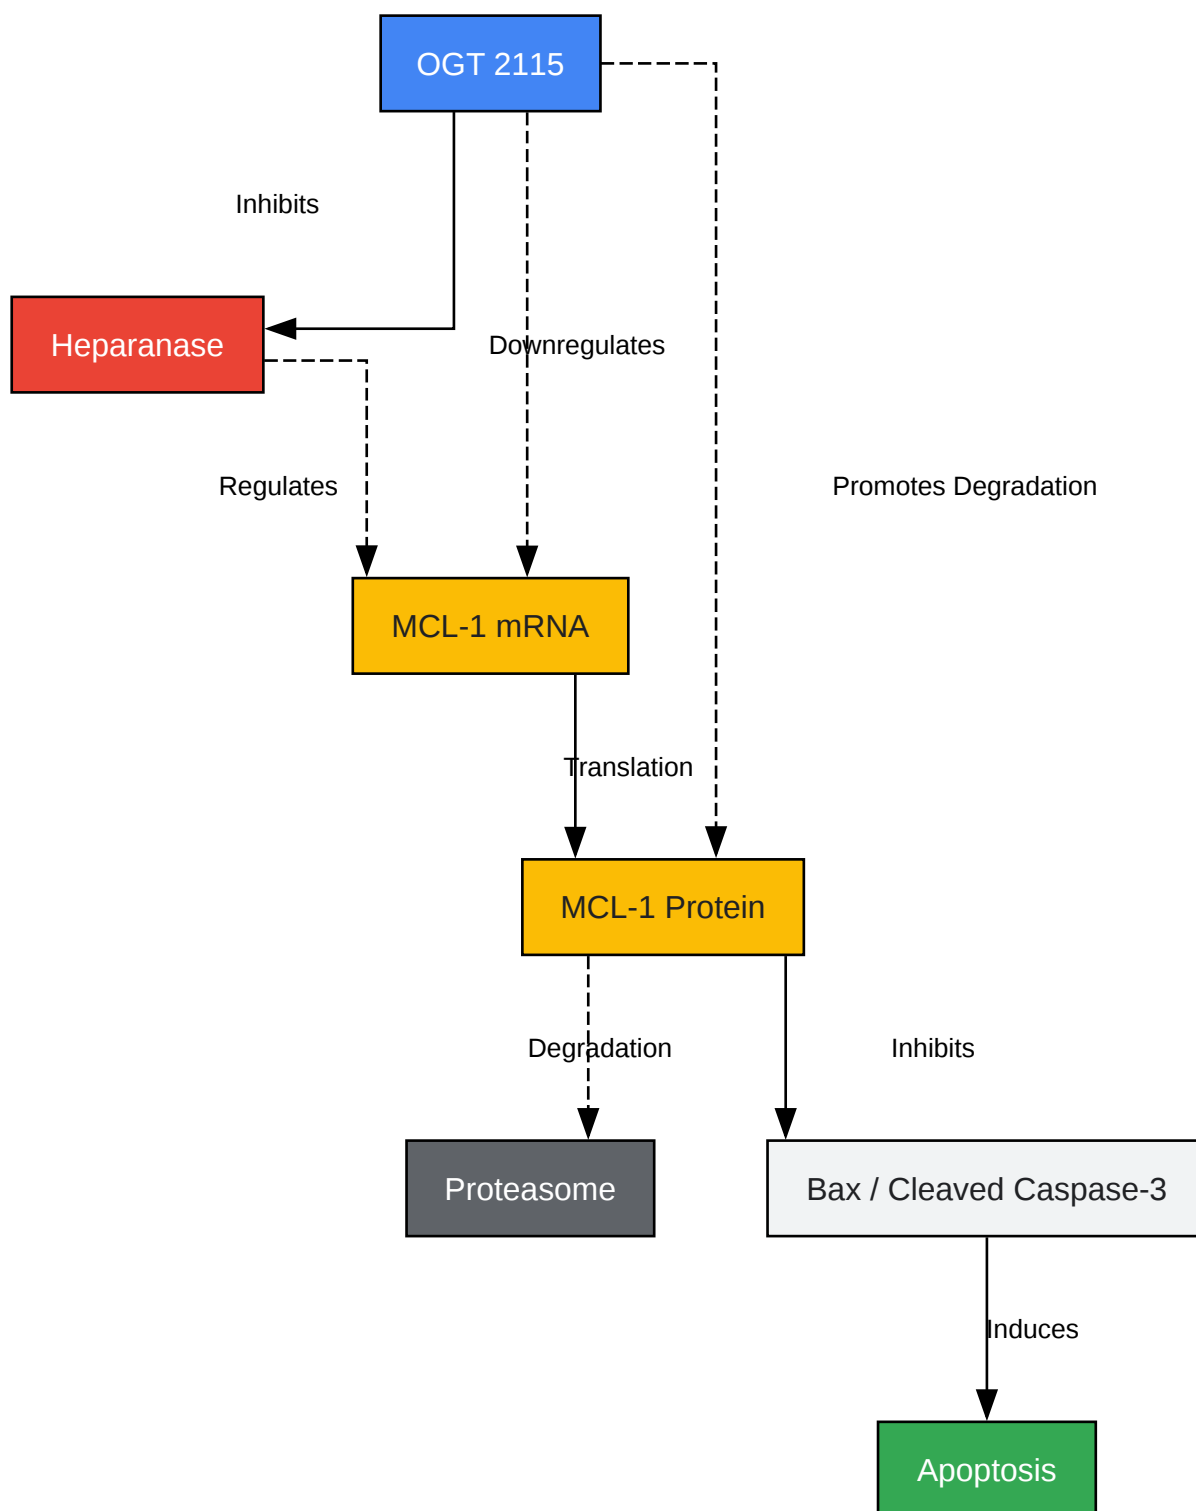 OGT 2115
Inhibits
Heparanase
Downregulates
Regulates
Promotes Degradation
MCL-1 mRNA
Translation
MCL-1 Protein
Degradation
Inhibits
Proteasome
Bax / Cleaved Caspase-3
Induces
Apoptosis